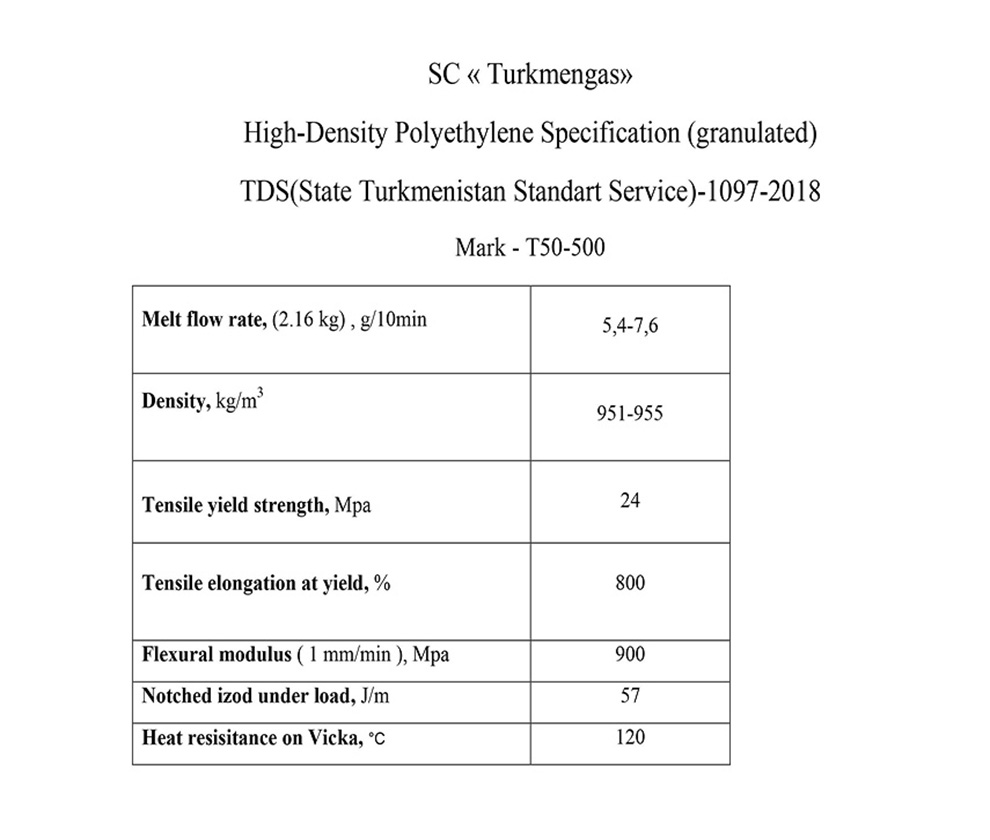 SC « Turkmengas»
High-Density Polyethylene Specification (granulated)
TDS(State Turkmenistan Standart Service)-1097-2018
Mark - T50-500
Melt flow rate, (2.16 kg) , g/10min
5,4-7,6
Density, kg/m³
951-955
Tensile yield strength, Mpa
24
Tensile elongation at yield, %
800
Flexural modulus ( 1 mm/min ), Mpa
900
Notched izod under load, J/m
57
Heat resisitance on Vicka, °C
120